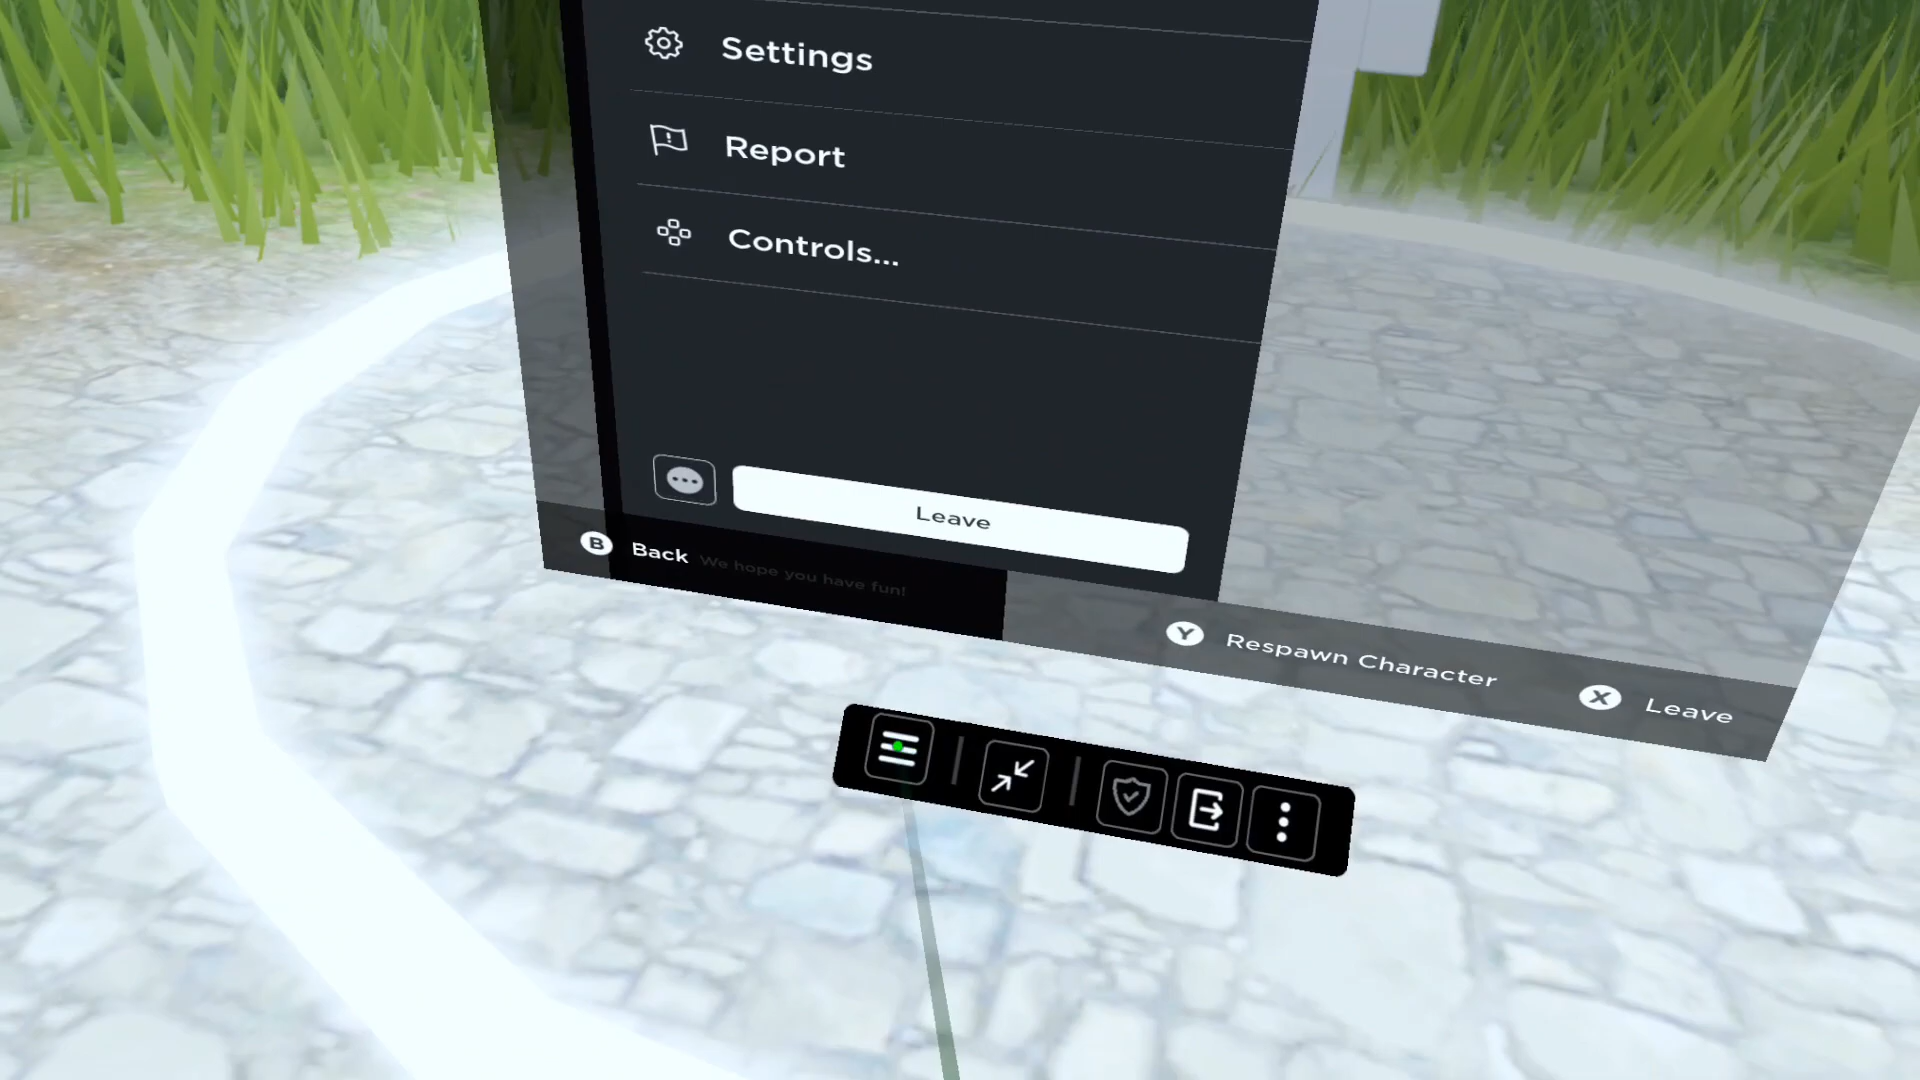 Settings
Report
Controls...
Leave
B Back We hope you have fun!
Y Respawn Character
X Leave